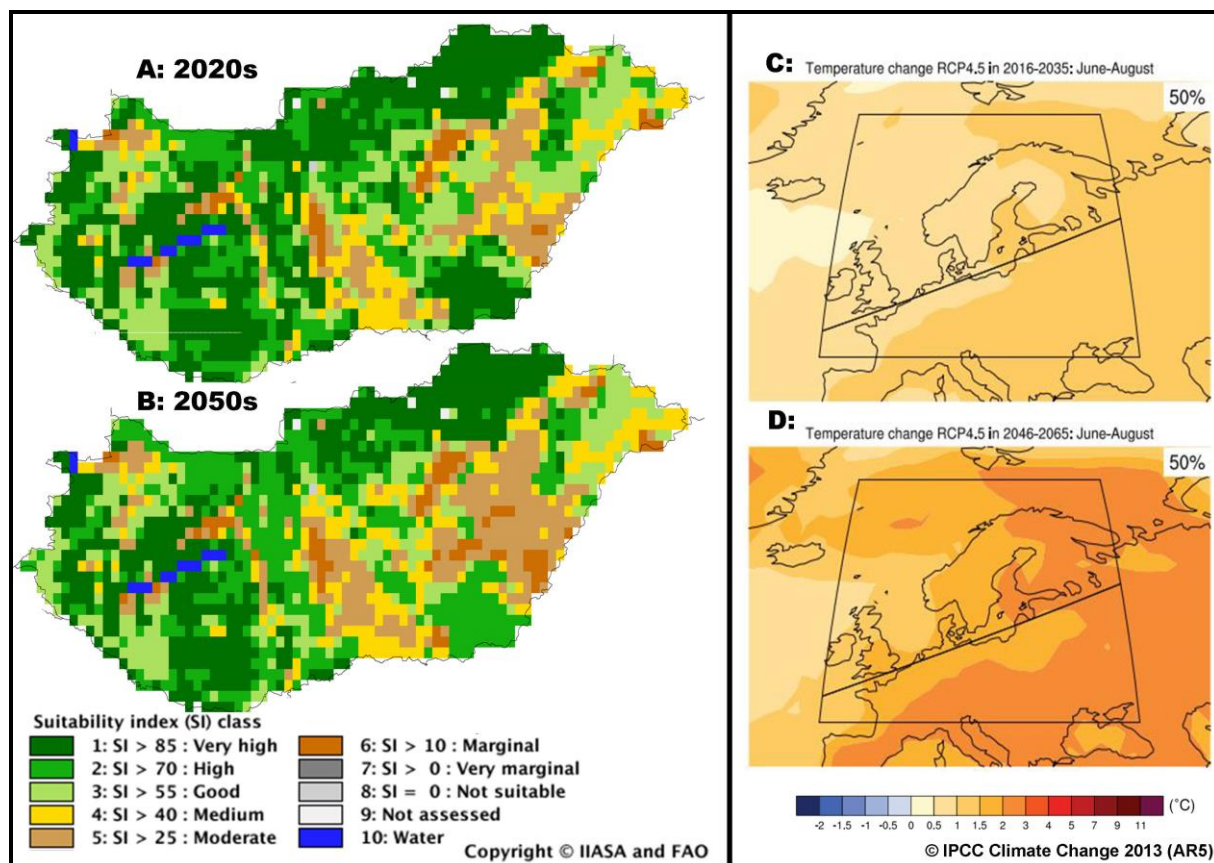 A: 2020s
B: 2050s
Suitability index (SI) class
1: SI > 85 : Very high
2: SI > 70 : High
3: SI > 55 : Good
4: SI > 40 : Medium
5: SI > 25 : Moderate
6: SI > 10 : Marginal
7: SI > 0 : Very marginal
8: SI = 0 : Not suitable
9: Not assessed
10: Water
Copyright © IIASA and FAO
C: Temperature change RCP4.5 in 2016-2035: June-August
50%
D: Temperature change RCP4.5 in 2046-2065: June-August
50%
(°C)
-2 -1.5 -1 -0.5 0 0.5 1 1.5 2 3 4 5 7 9 11
© IPCC Climate Change 2013 (AR5)